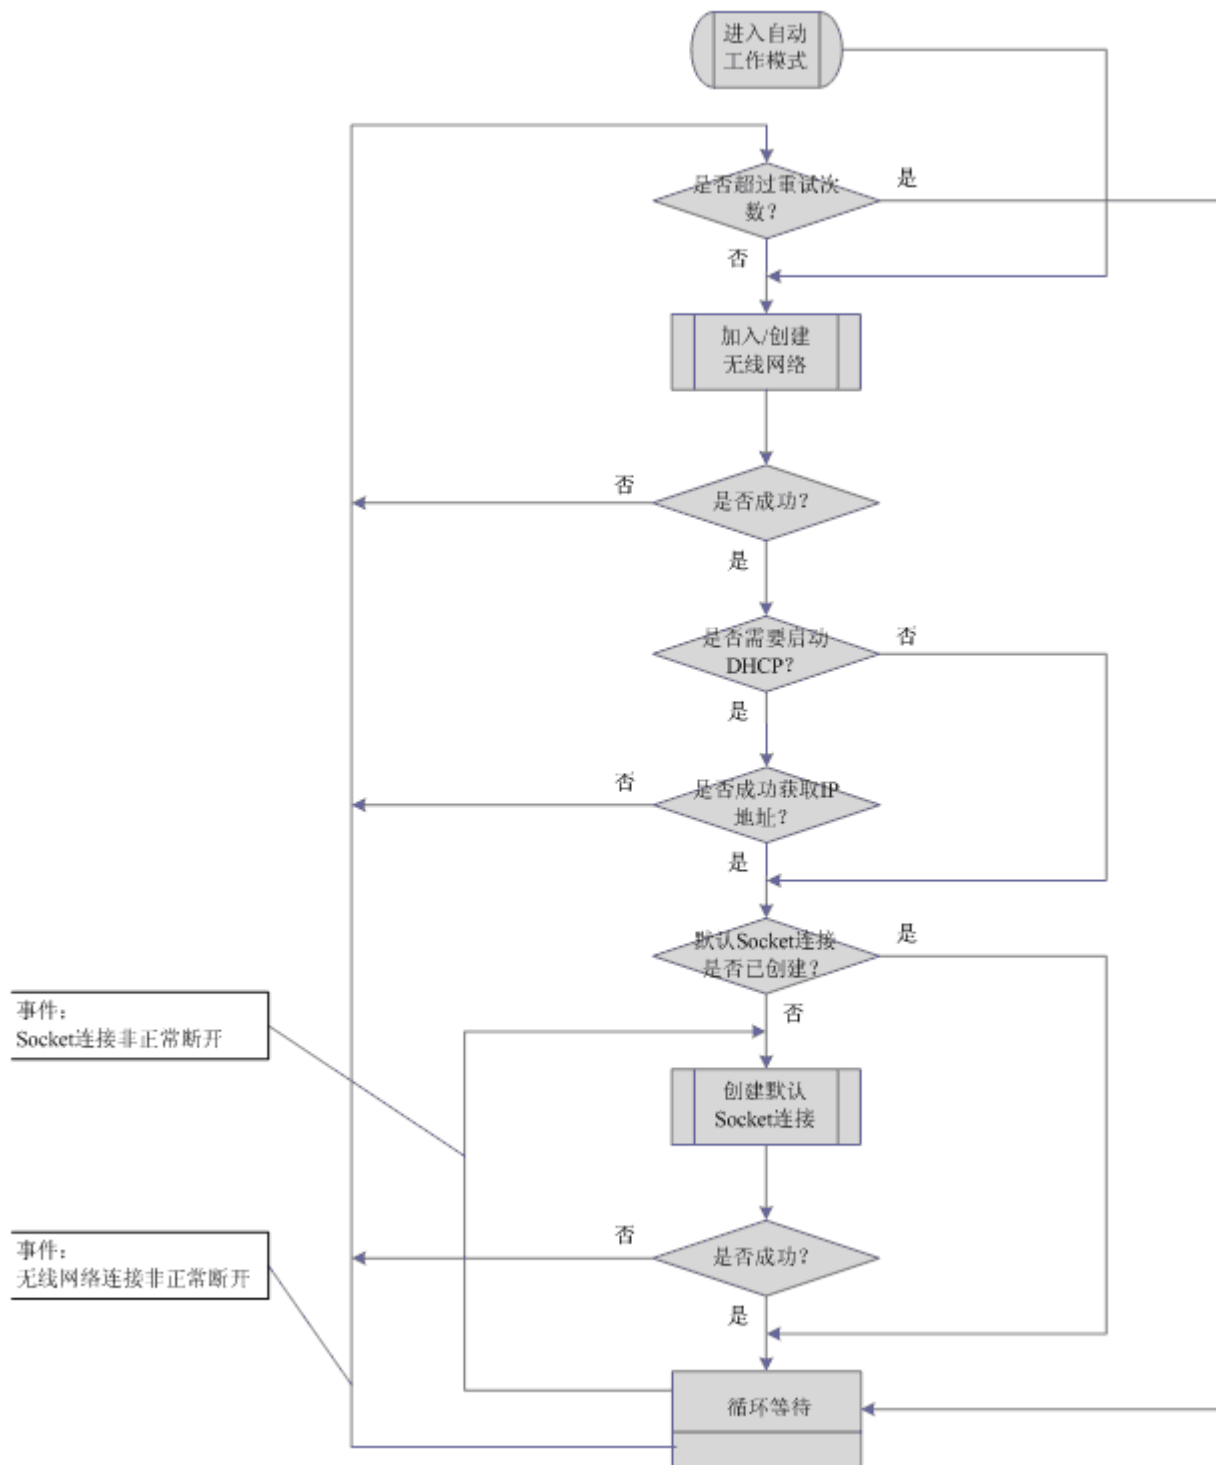 进入自动
工作模式
是否超过重试次
数？
是
否
加入/创建
无线网络
是否成功？
否
是
是否需要启动
DHCP？
否
是
是否成功获取IP
地址？
否
是
默认Socket连接
是否已创建？
是
否
事件：
Socket连接非正常断开
创建默认
Socket连接
是否成功？
否
是
事件：
无线网络连接非正常断开
循环等待